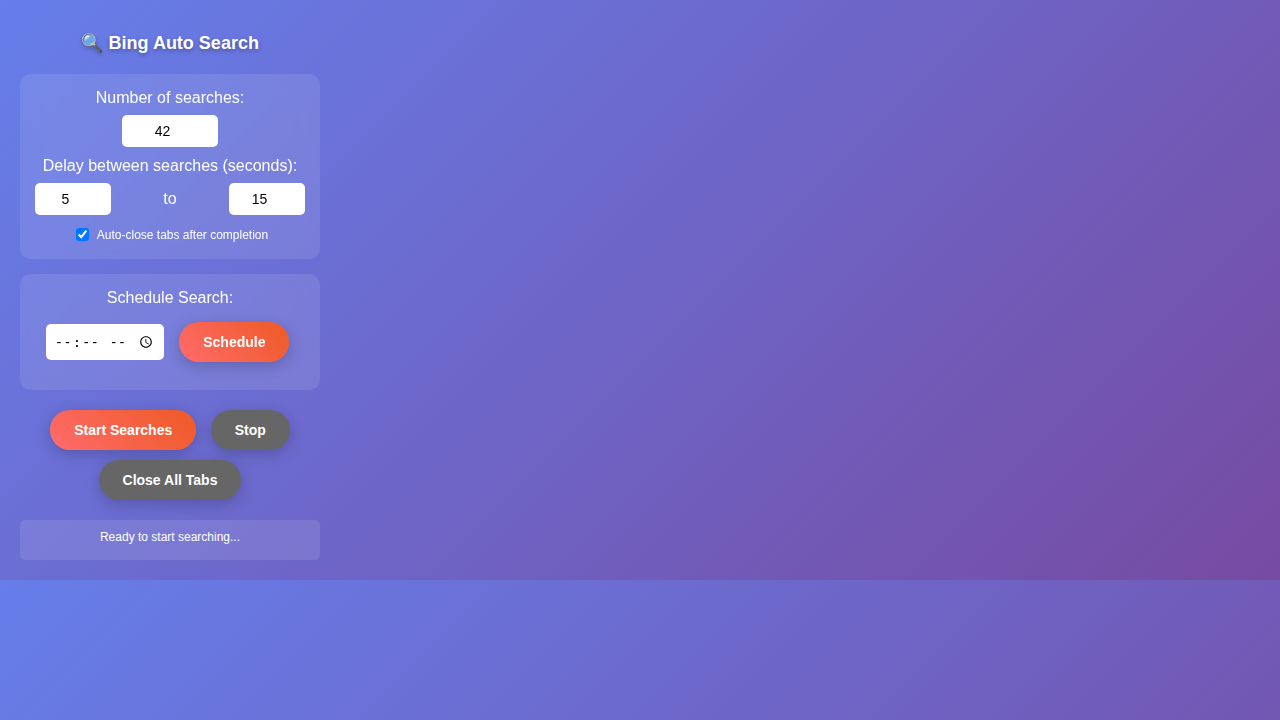 🔍 Bing Auto Search
Number of searches:
42
Delay between searches (seconds):
5 to 15
Auto-close tabs after completion
Schedule Search:
--:-- -- Schedule
Start Searches Stop
Close All Tabs
Ready to start searching...